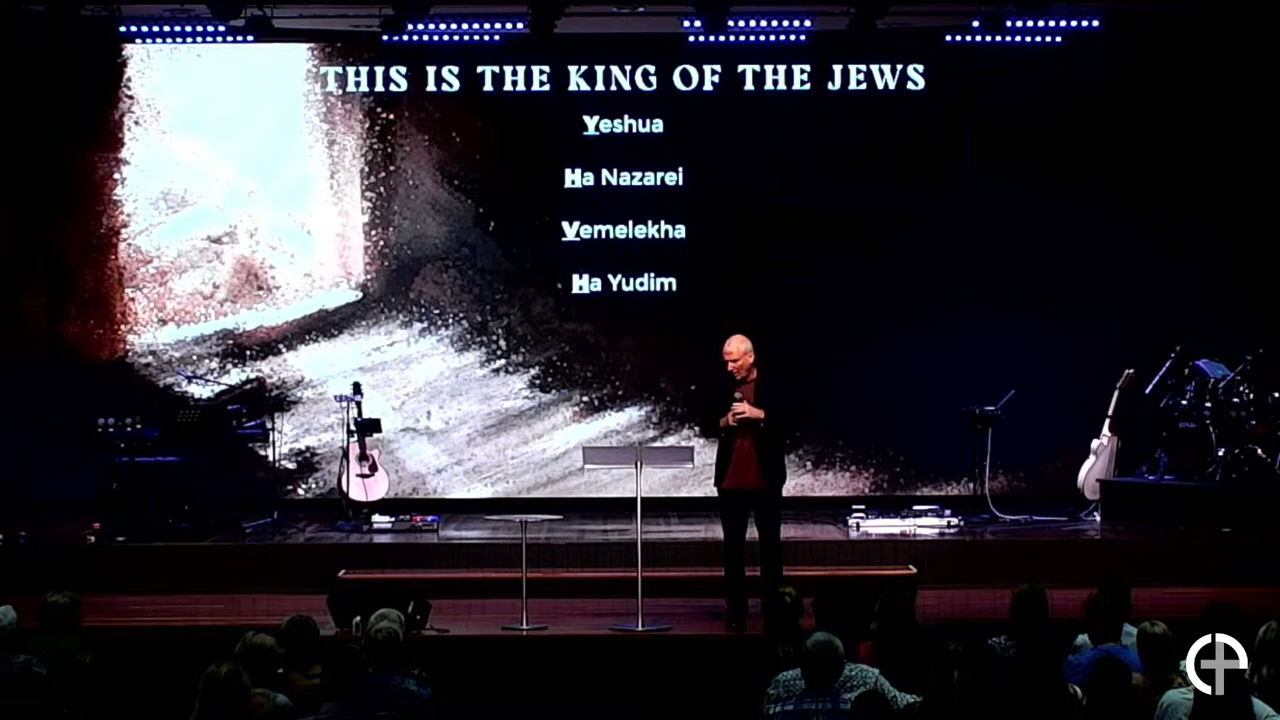 THIS IS THE KING OF THE JEWS
Yeshua
Ha Nazarei
Vemelekha
Ha Yudim